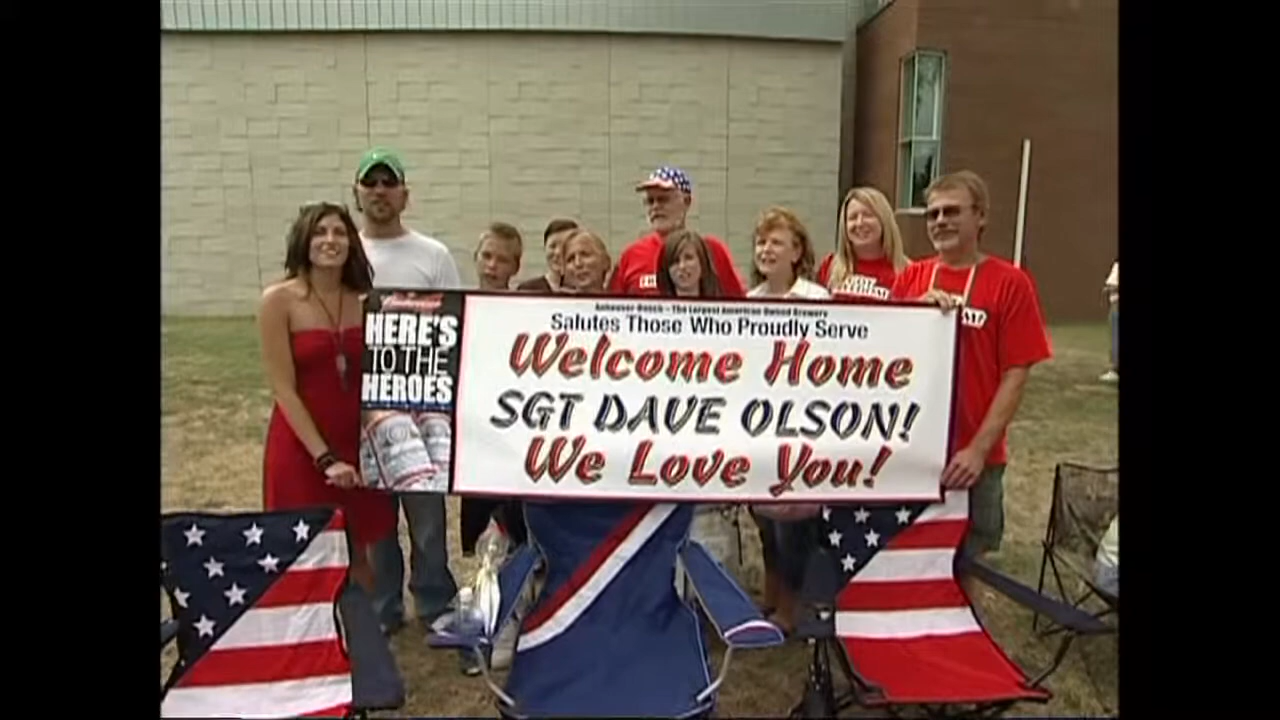 Budweiser
HERE'S
TO THE
HEROES
Anheuser-Busch - The Largest American Owned Brewery
Salutes Those Who Proudly Serve
Welcome Home
SGT DAVE OLSON!
We Love You!